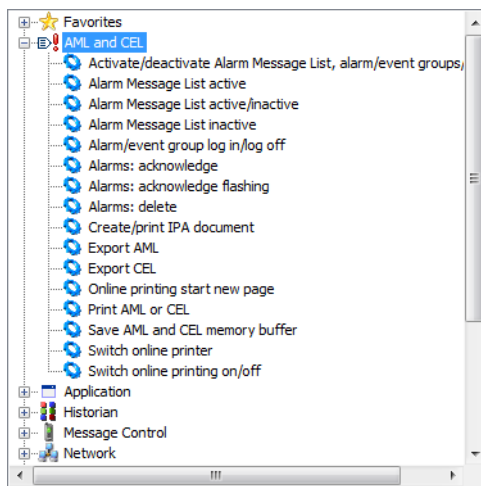 Favorites
AML and CEL
Activate/deactivate Alarm Message List, alarm/event groups,
Alarm Message List active
Alarm Message List active/inactive
Alarm Message List inactive
Alarm/event group log in/log off
Alarms: acknowledge
Alarms: acknowledge flashing
Alarms: delete
Create/print IPA document
Export AML
Export CEL
Online printing start new page
Print AML or CEL
Save AML and CEL memory buffer
Switch online printer
Switch online printing on/off
Application
Historian
Message Control
Network